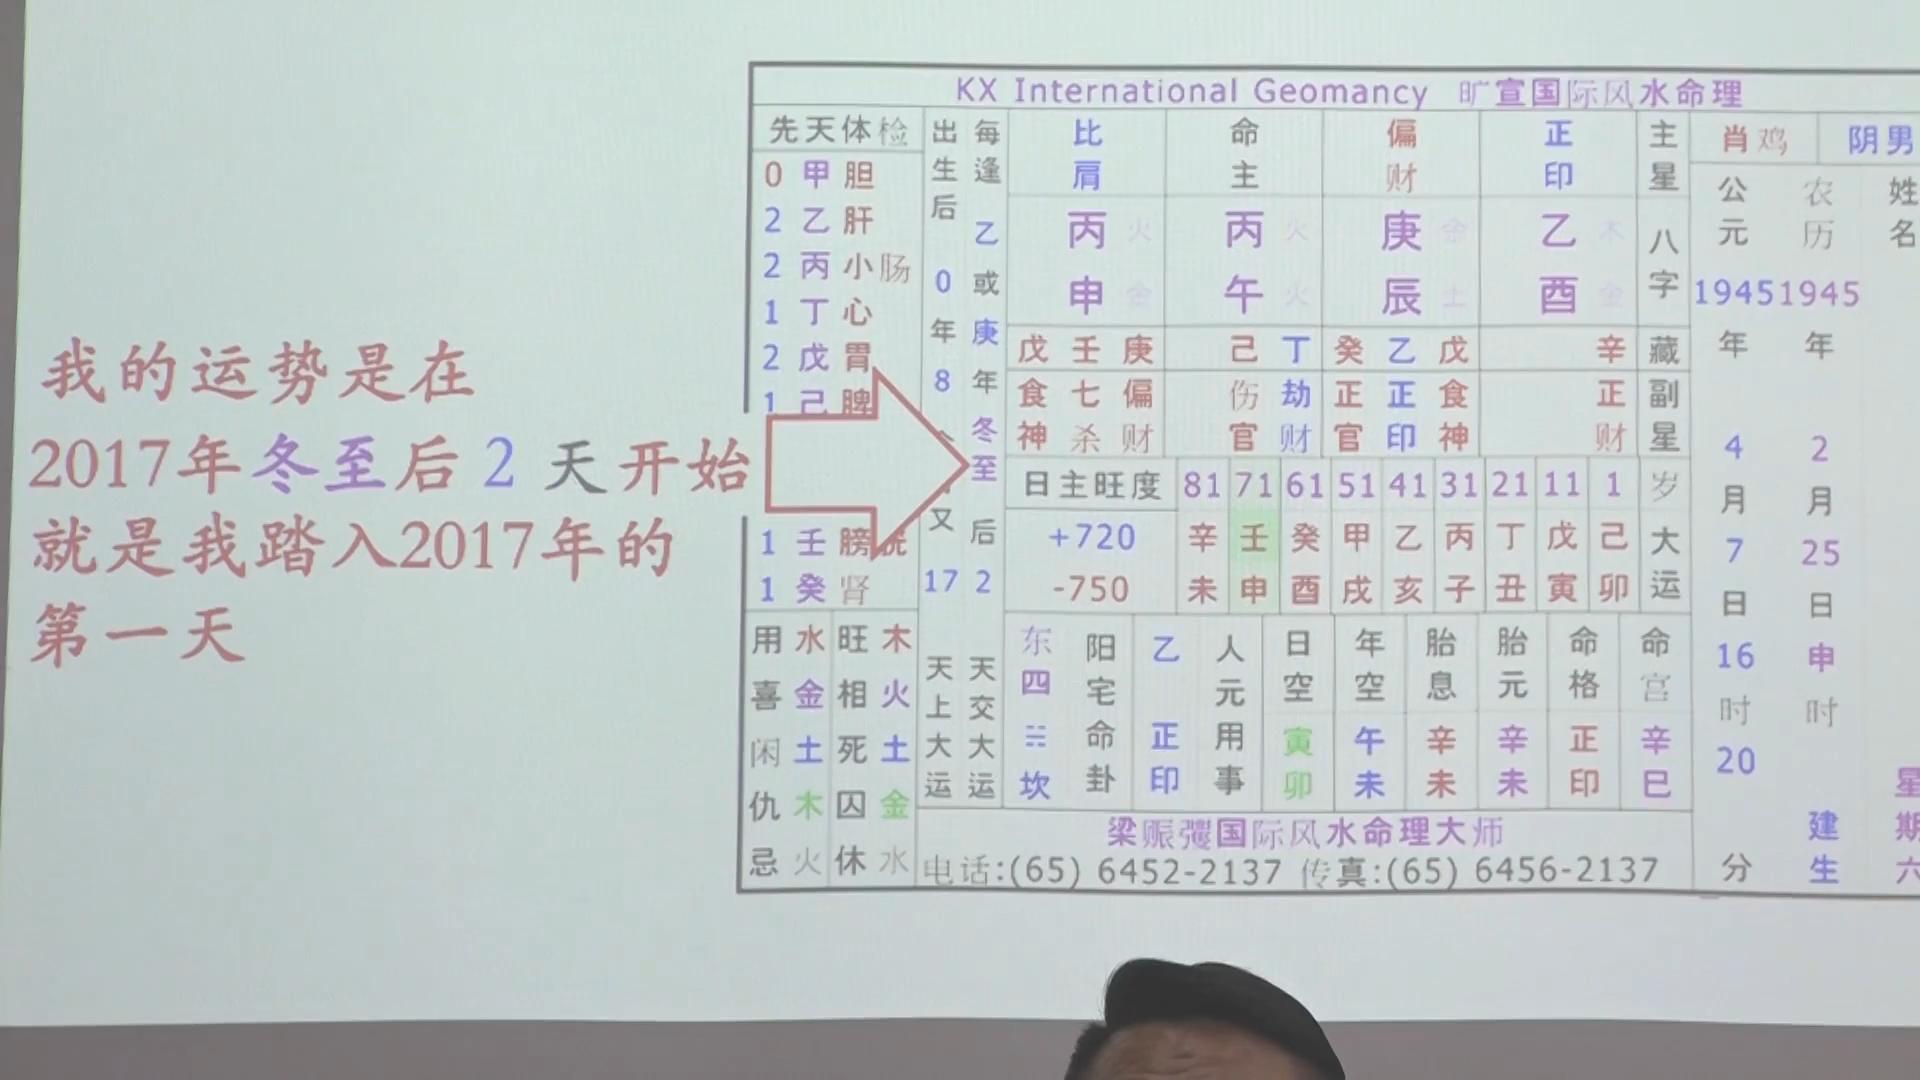 我的运势是在
2017年冬至后 2 天开始
就是我踏入2017年的
第一天
KX International Geomancy 旷宣国际风水命理
先天体检
0 甲 胆
2 乙 肝
2 丙 小肠
1 丁 心
2 戊 胃
1 己 脾
1 壬 膀胱
1 癸 肾
用 水 旺 木
喜 金 相 火
闲 土 死 土
仇 木 囚 金
忌 火 休 水
出生后 0 年 8 又 17 天上大运
每逢 乙或庚年冬至后 2 天交大运
比肩 命主 偏财 正印 主星
丙 火 丙 火 庚 金 乙 木 八字
申 金 午 火 辰 土 酉 金
戊 壬 庚 己 丁 癸 乙 戊 辛 藏
食神 七杀 偏财 伤官 劫财 正官 正印 食神 正财 副星
日主旺度 81 71 61 51 41 31 21 11 1 岁
+720 辛 壬 癸 甲 乙 丙 丁 戊 己 大运
-750 未 申 酉 戌 亥 子 丑 寅 卯
东四 坎 阳宅命卦 乙 正印 人元用事 日空 年空 胎息 胎元 命格 命宫
寅卯 午未 辛未 辛未 正印 辛巳
国际风水命理大师
电话:(65) 6452-2137 传真:(65) 6456-2137
肖鸡 阴男
公元 农历 姓名
1945 1945
年 年
4 2
月 月
7 25
日 日
16 申
时 时
20
建生
分
星期六